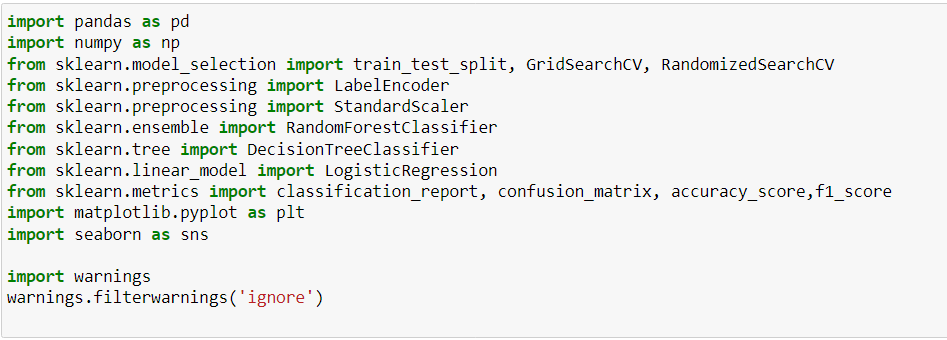 import pandas as pd
import numpy as np
from sklearn.model_selection import train_test_split, GridSearchCV, RandomizedSearchCV
from sklearn.preprocessing import LabelEncoder
from sklearn.preprocessing import StandardScaler
from sklearn.ensemble import RandomForestClassifier
from sklearn.tree import DecisionTreeClassifier
from sklearn.linear_model import LogisticRegression
from sklearn.metrics import classification_report, confusion_matrix, accuracy_score,f1_score
import matplotlib.pyplot as plt
import seaborn as sns

import warnings
warnings.filterwarnings('ignore')